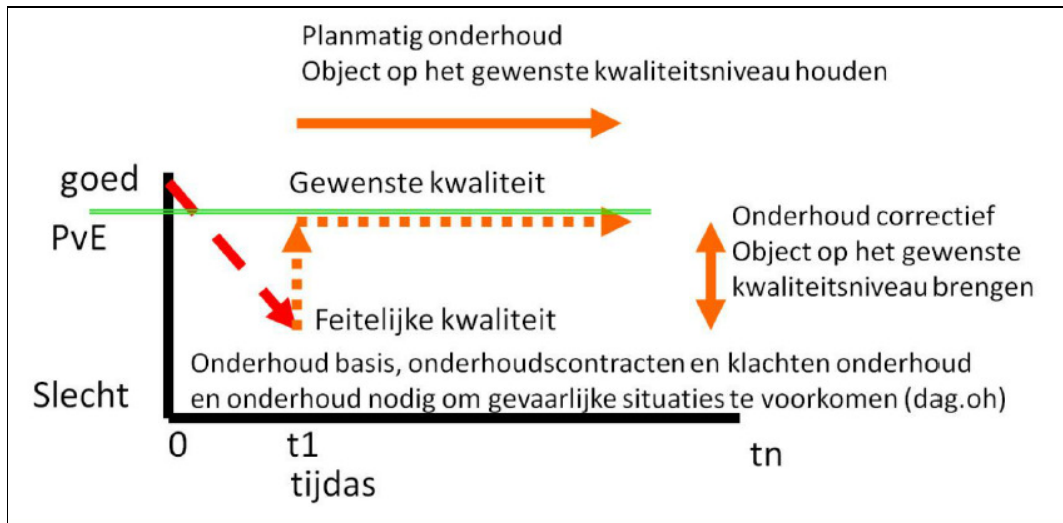 Planmatig onderhoud
Object op het gewenste kwaliteitsniveau houden
goed
Gewenste kwaliteit
PvE
Onderhoud correctief
Object op het gewenste
kwaliteitsniveau brengen
Feitelijke kwaliteit
Onderhoud basis, onderhoudscontracten en klachten onderhoud
en onderhoud nodig om gevaarlijke situaties te voorkomen (dag.oh)
Slecht
0
t1
tn
tijdas